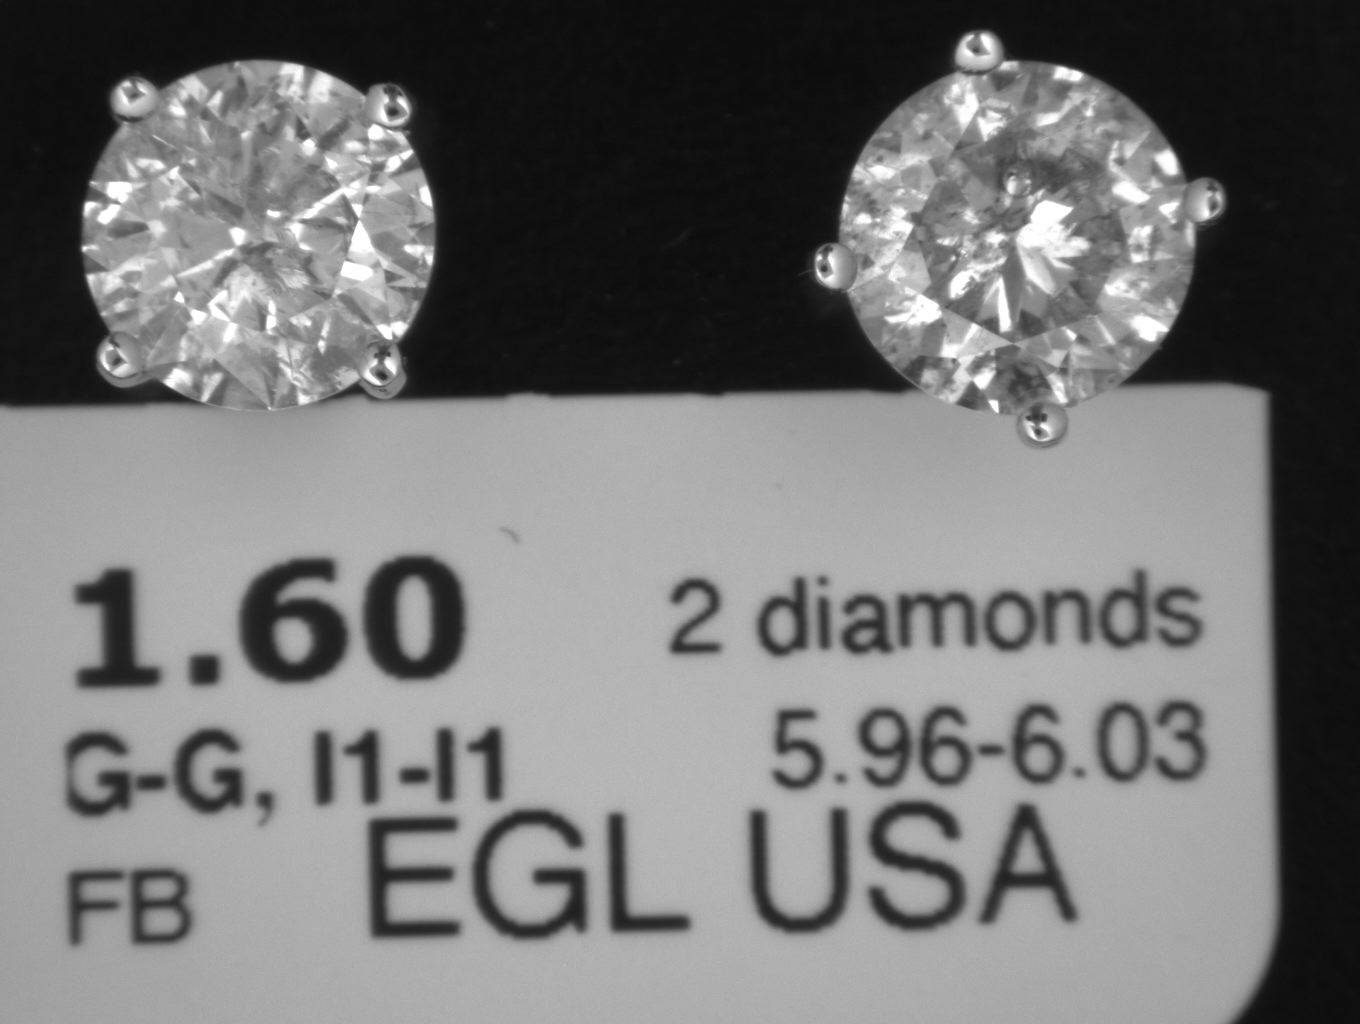 1.60
2 diamonds
G-G, I1-I1
5.96-6.03
FB
EGL USA